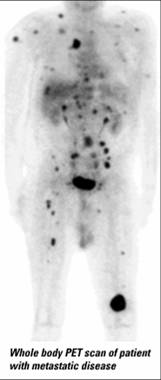 Whole body PET scan of patient
with metastatic disease